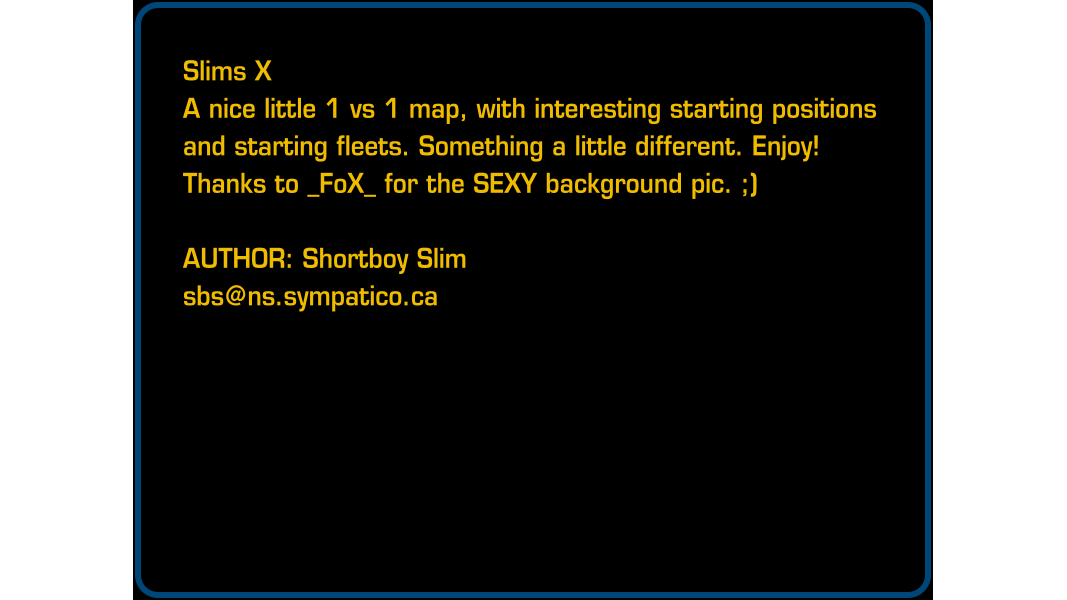 Slims X
A nice little 1 vs 1 map, with interesting starting positions
and starting fleets. Something a little different. Enjoy!
Thanks to _FoX_ for the SEXY background pic. ;)
AUTHOR: Shortboy Slim
sbs@ns.sympatico.ca